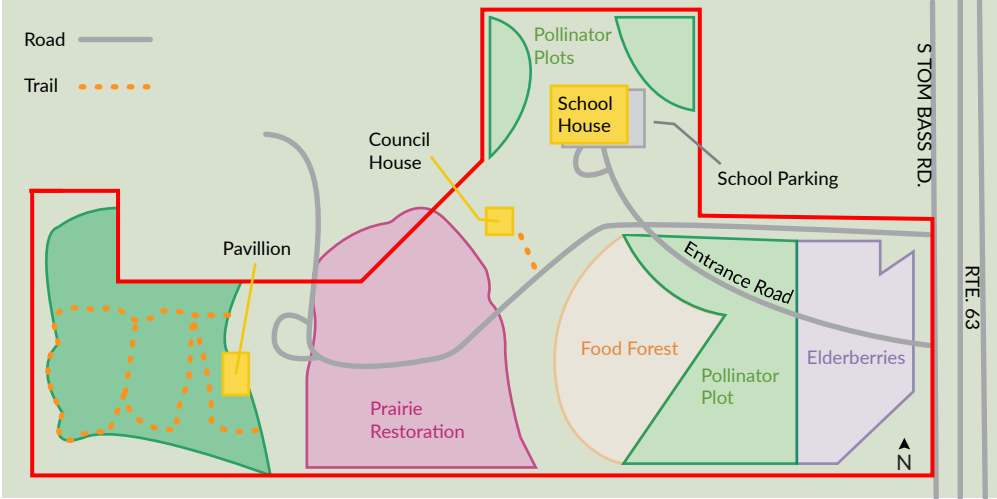 Road
Trail
Pollinator
Plots
School
House
School Parking
Council
House
Pavillion
S TOM BASS RD.
RTE. 63
Entrance Road
Food Forest
Elderberries
Pollinator
Plot
Prairie
Restoration
N